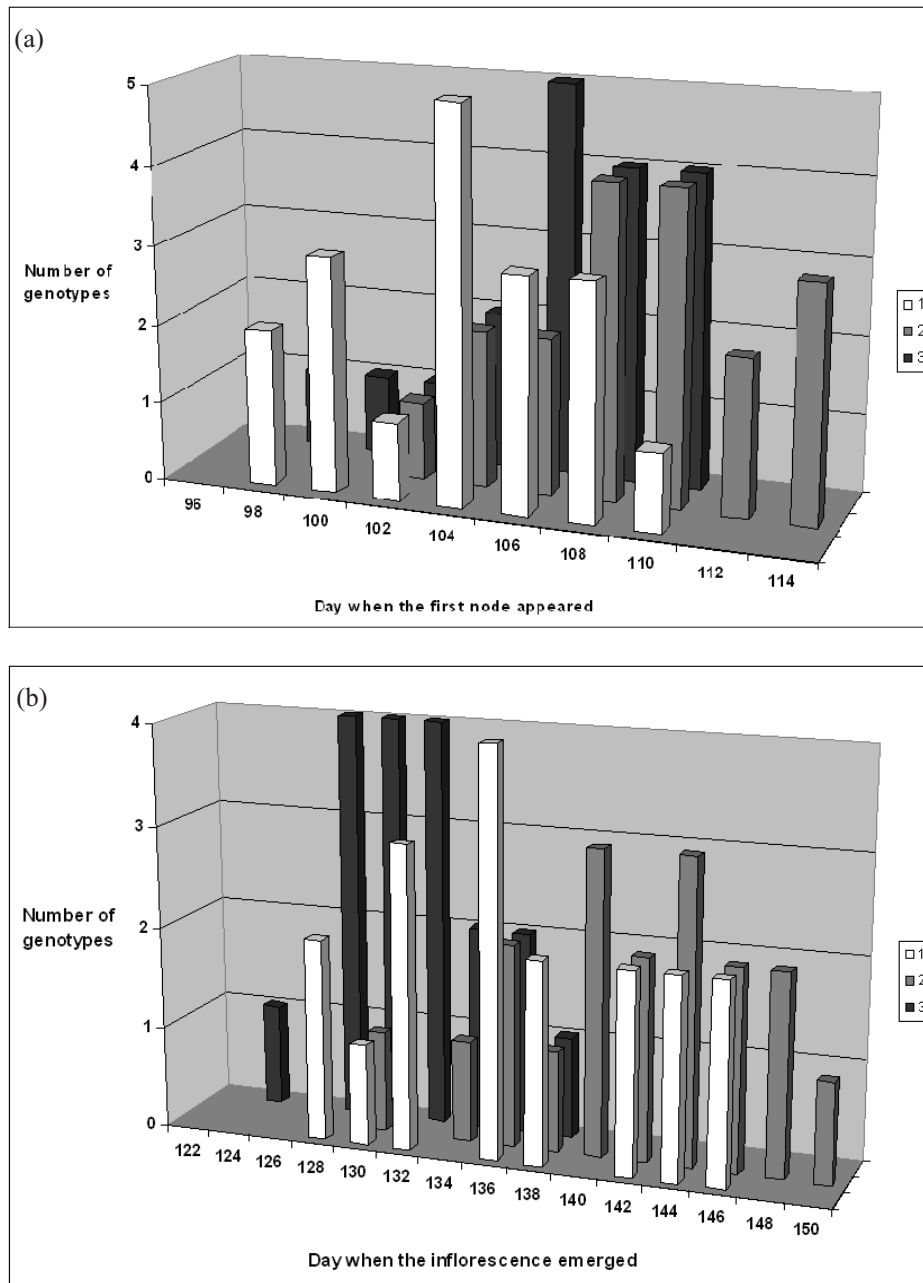 (a)
5
4
3
2
1
0
Number of
genotypes
96 98 100 102 104 106 108 110 112 114
Day when the first node appeared
1
2
3
(b)
4
3
2
1
0
Number of
genotypes
122 124 126 128 130 132 134 136 138 140 142 144 146 148 150
Day when the inflorescence emerged
1
2
3